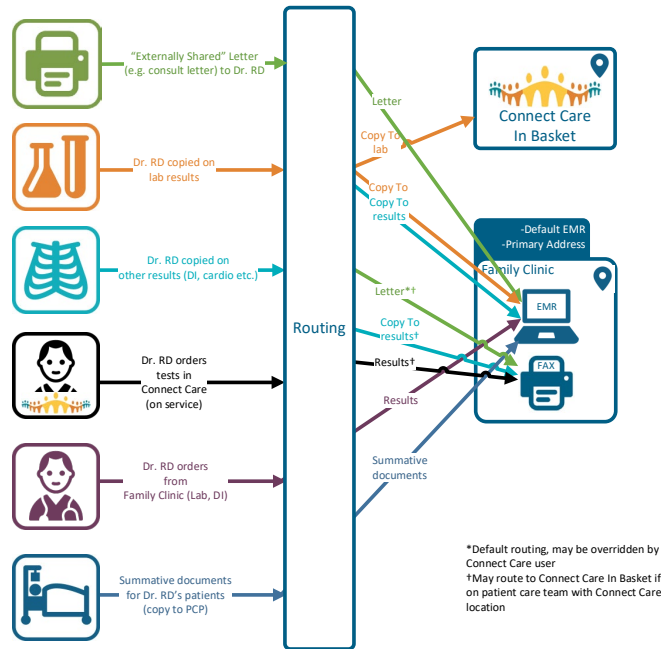 "Externally Shared" Letter
(e.g. consult letter) to Dr. RD
Dr. RD copied on
lab results
Dr. RD copied on
other results (DI, cardio etc.)
Dr. RD orders
tests in
Connect Care
(on service)
Dr. RD orders
from
Family Clinic (Lab, DI)
Summative documents
for Dr. RD's patients
(copy to PCP)
Routing
Letter
Copy To
lab
Copy To
Copy To
results
Letter*†
Copy To
results†
Results†
Results
Summative
documents
Connect Care
In Basket
-Default EMR
-Primary Address
Family Clinic
EMR
FAX
*Default routing, may be overridden by
Connect Care user
†May route to Connect Care In Basket if
on patient care team with Connect Care
location